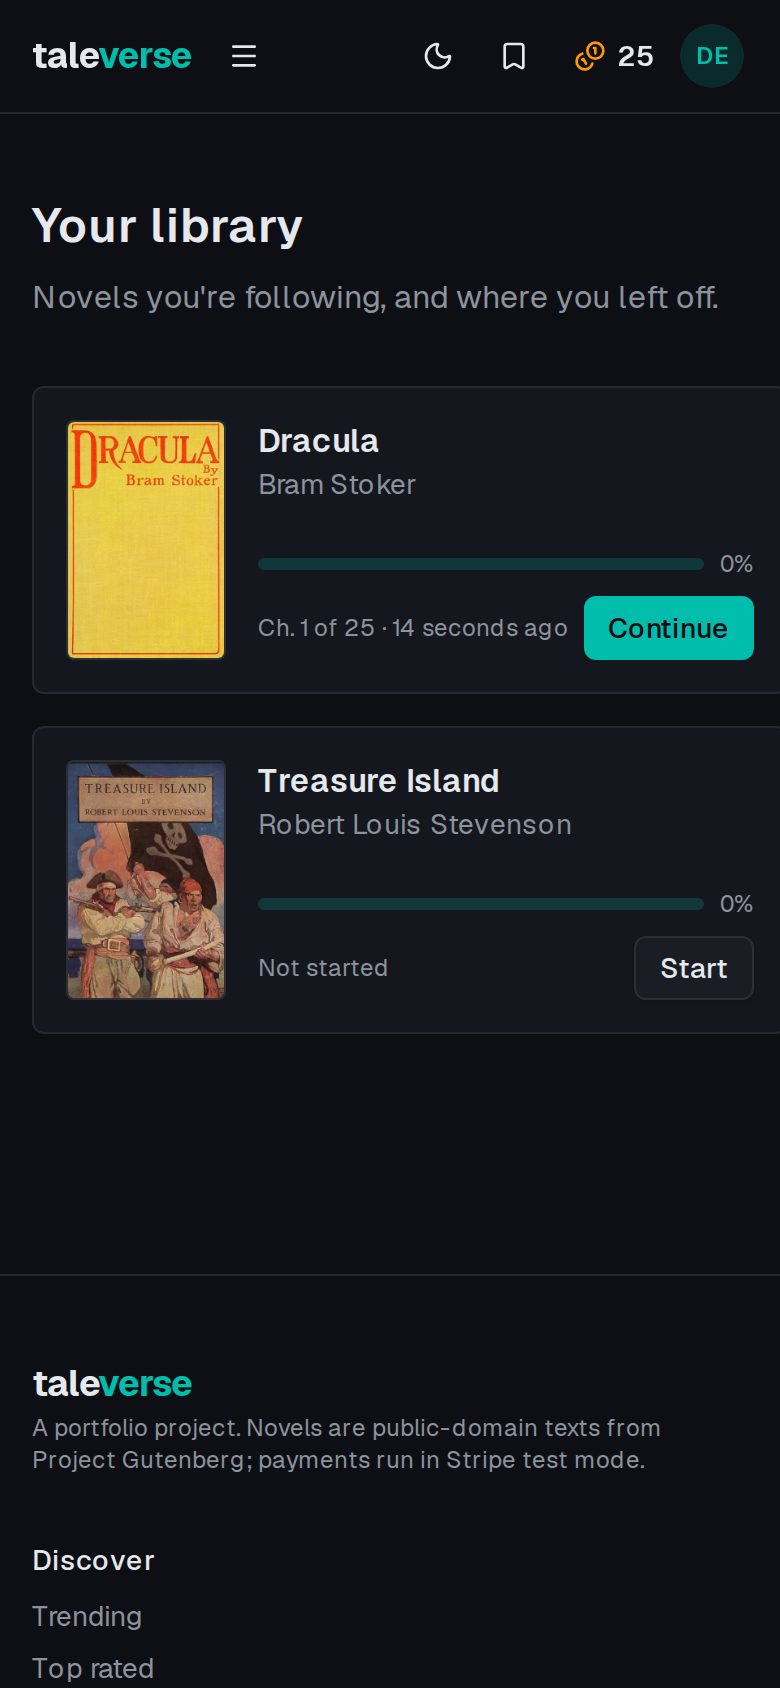 taleverse
25
DE
Your library
Novels you're following, and where you left off.
DRACULA
By
Bram Stoker
Dracula
Bram Stoker
0%
Ch. 1 of 25 · 14 seconds ago
Continue
TREASURE ISLAND
BY
ROBERT LOUIS STEVENSON
Treasure Island
Robert Louis Stevenson
0%
Not started
Start
taleverse
A portfolio project. Novels are public-domain texts from
Project Gutenberg; payments run in Stripe test mode.
Discover
Trending
Top rated